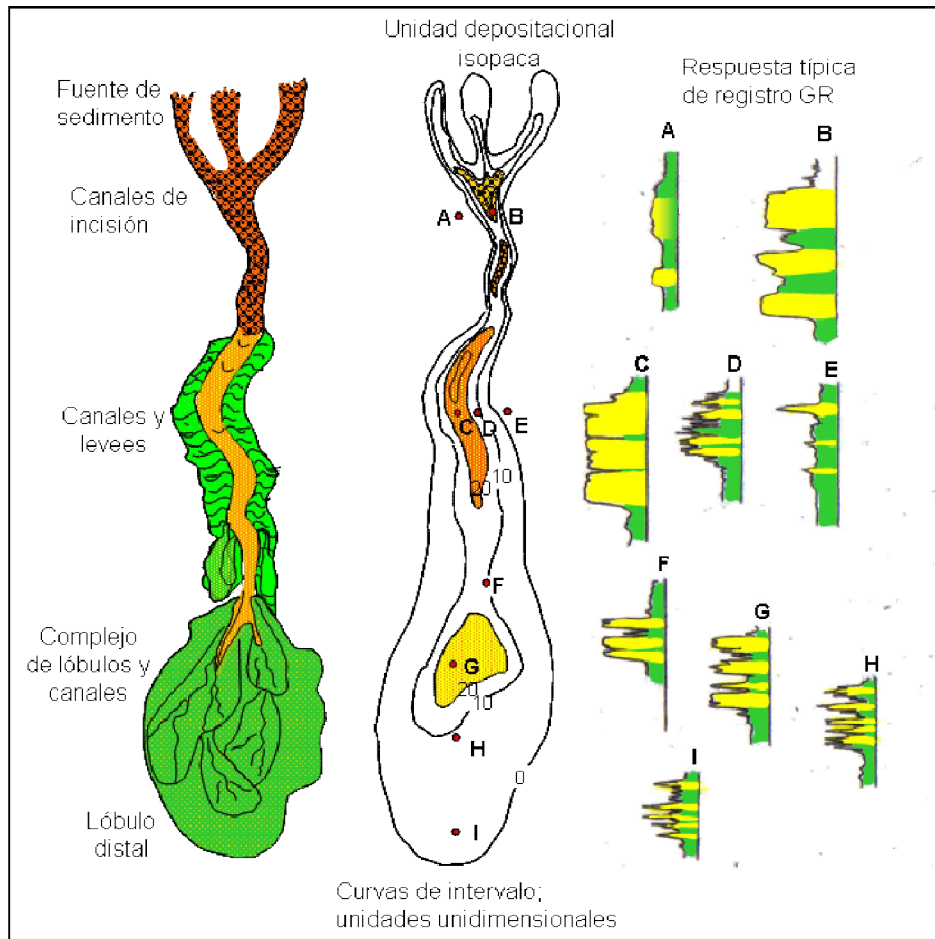 Unidad depositacional
isopaca
Fuente de
sedimento
Canales de
incisión
Canales y
levees
Complejo
de lóbulos y
canales
Lóbulo
distal
A
B
C
D
E
20
10
F
G
20
10
H
0
I
Curvas de intervalo;
unidades unidimensionales
Respuesta típica
de registro GR
A
B
C
D
E
F
G
H
I